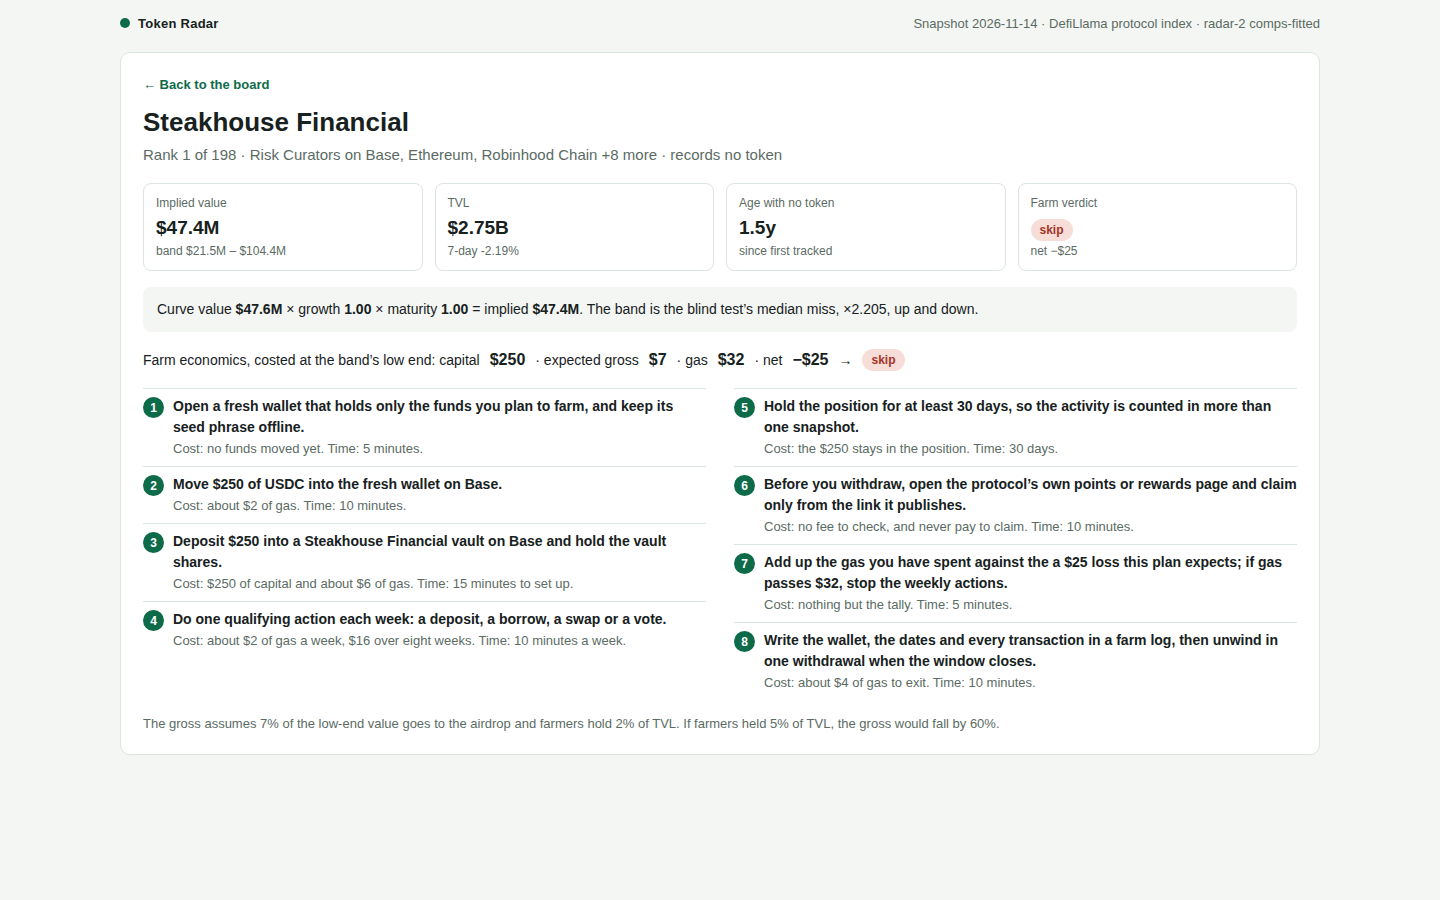 Token Radar
Snapshot 2026-11-14 · DefiLlama protocol index · radar-2 comps-fitted
← Back to the board
Steakhouse Financial
Rank 1 of 198 · Risk Curators on Base, Ethereum, Robinhood Chain +8 more · records no token
Implied value
$47.4M
band $21.5M – $104.4M
TVL
$2.75B
7-day -2.19%
Age with no token
1.5y
since first tracked
Farm verdict
skip
net −$25
Curve value $47.6M × growth 1.00 × maturity 1.00 = implied $47.4M. The band is the blind test’s median miss, ×2.205, up and down.
Farm economics, costed at the band’s low end: capital $250 · expected gross $7 · gas $32 · net −$25 → skip
1 Open a fresh wallet that holds only the funds you plan to farm, and keep its
seed phrase offline.
Cost: no funds moved yet. Time: 5 minutes.
2 Move $250 of USDC into the fresh wallet on Base.
Cost: about $2 of gas. Time: 10 minutes.
3 Deposit $250 into a Steakhouse Financial vault on Base and hold the vault
shares.
Cost: $250 of capital and about $6 of gas. Time: 15 minutes to set up.
4 Do one qualifying action each week: a deposit, a borrow, a swap or a vote.
Cost: about $2 of gas a week, $16 over eight weeks. Time: 10 minutes a week.
5 Hold the position for at least 30 days, so the activity is counted in more than
one snapshot.
Cost: the $250 stays in the position. Time: 30 days.
6 Before you withdraw, open the protocol’s own points or rewards page and claim
only from the link it publishes.
Cost: no fee to check, and never pay to claim. Time: 10 minutes.
7 Add up the gas you have spent against the a $25 loss this plan expects; if gas
passes $32, stop the weekly actions.
Cost: nothing but the tally. Time: 5 minutes.
8 Write the wallet, the dates and every transaction in a farm log, then unwind in
one withdrawal when the window closes.
Cost: about $4 of gas to exit. Time: 10 minutes.
The gross assumes 7% of the low-end value goes to the airdrop and farmers hold 2% of TVL. If farmers held 5% of TVL, the gross would fall by 60%.